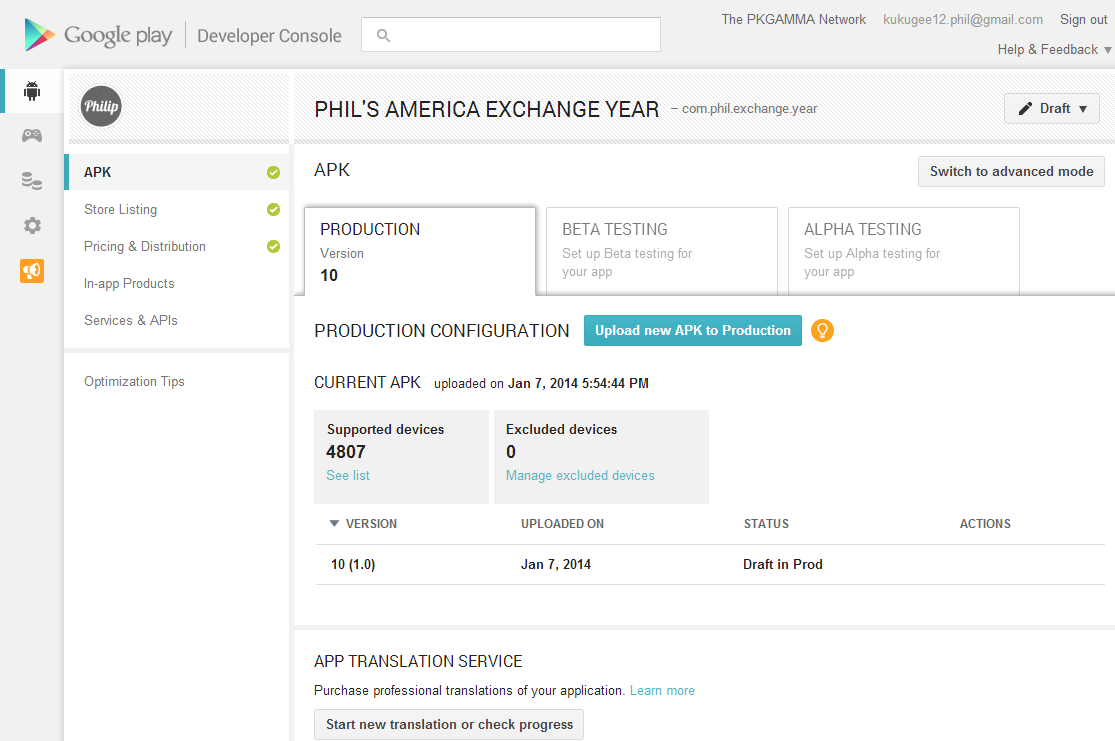 The PKGAMMA Network kukugee12.phil@gmail.com Sign out
Google play Developer Console
Help & Feedback
Philip
PHIL'S AMERICA EXCHANGE YEAR – com.phil.exchange.year
Draft
APK
Store Listing
Pricing & Distribution
In-app Products
Services & APIs
Optimization Tips
APK
Switch to advanced mode
PRODUCTION
Version
10
BETA TESTING
Set up Beta testing for
your app
ALPHA TESTING
Set up Alpha testing for
your app
PRODUCTION CONFIGURATION Upload new APK to Production
CURRENT APK uploaded on Jan 7, 2014 5:54:44 PM
Supported devices
4807
See list
Excluded devices
0
Manage excluded devices
VERSION UPLOADED ON STATUS ACTIONS
10 (1.0) Jan 7, 2014 Draft in Prod
APP TRANSLATION SERVICE
Purchase professional translations of your application. Learn more
Start new translation or check progress